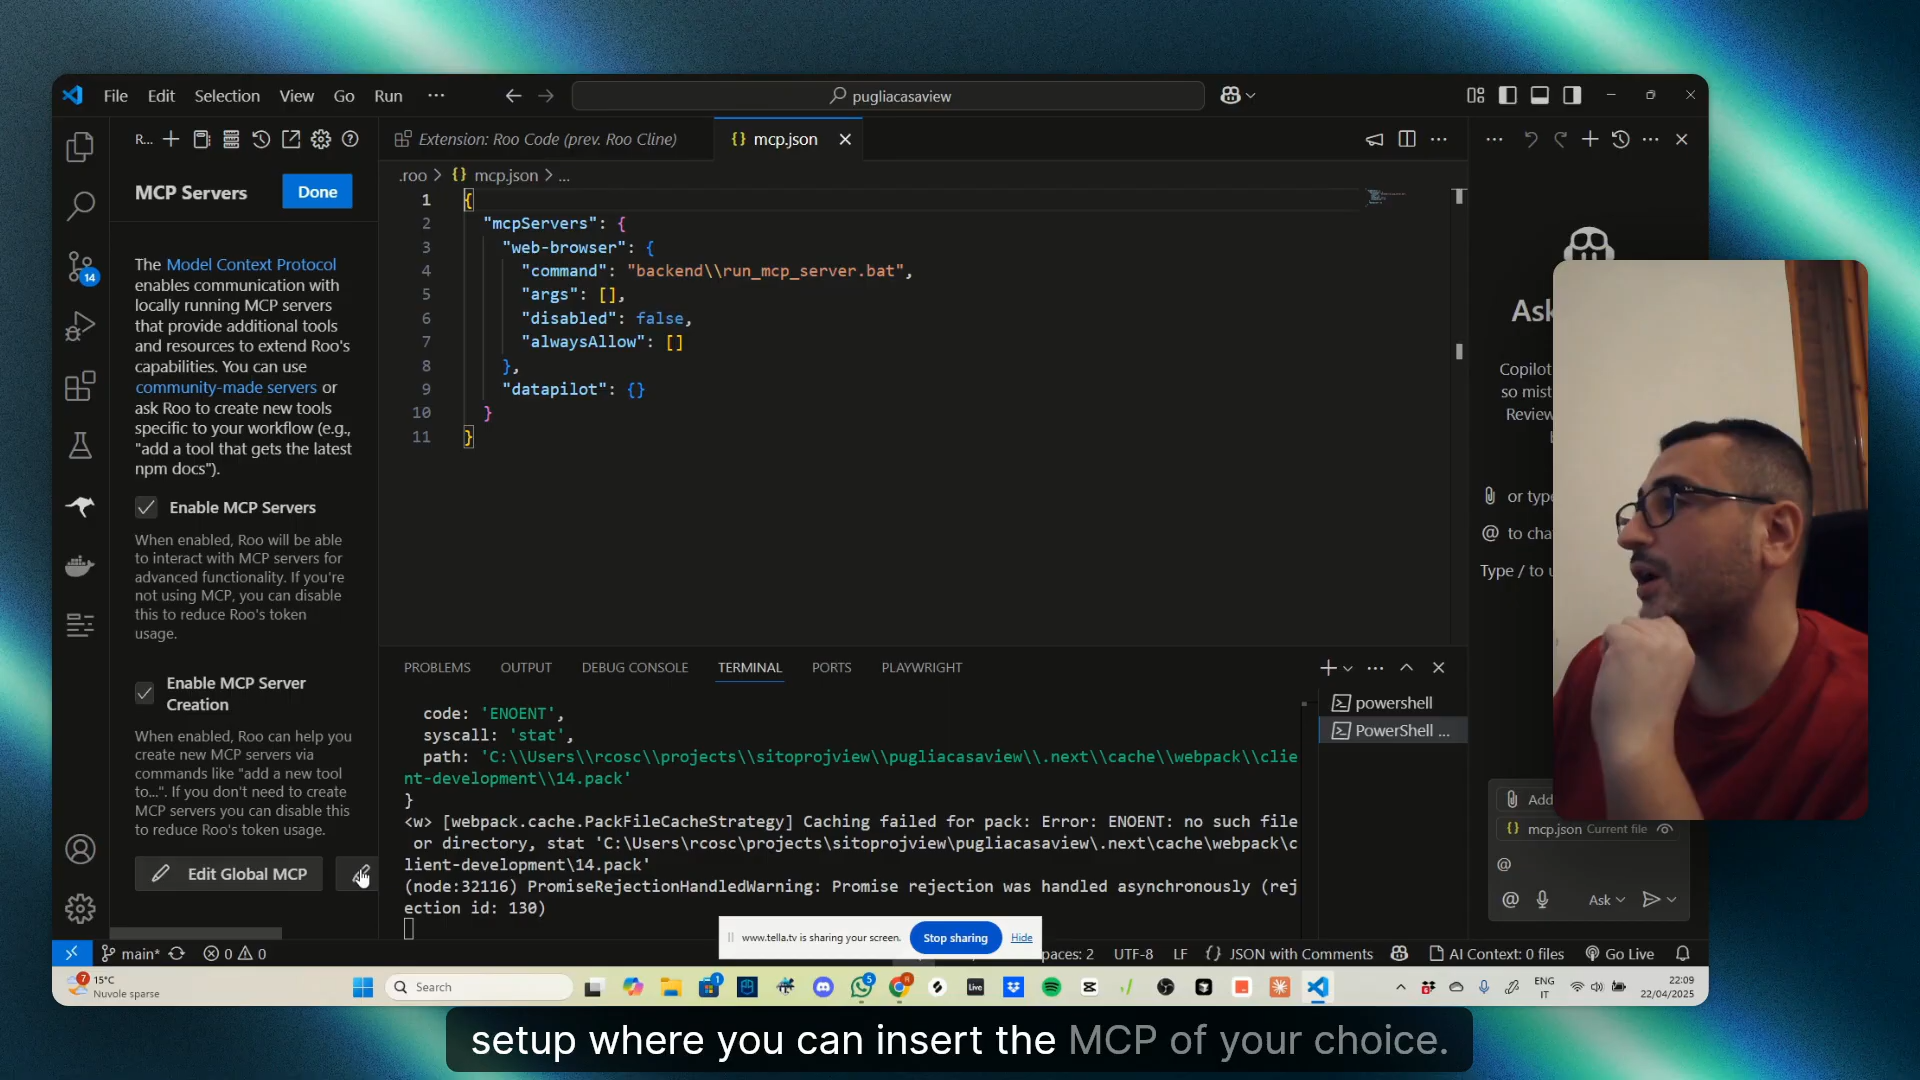 File Edit Selection View Go Run ···
pugliacasaview
R...
MCP Servers
Done
The Model Context Protocol
enables communication with
locally running MCP servers
that provide additional tools
and resources to extend Roo's
capabilities. You can use
community-made servers or
ask Roo to create new tools
specific to your workflow (e.g.,
"add a tool that gets the latest
npm docs").
Enable MCP Servers
When enabled, Roo will be able
to interact with MCP servers for
advanced functionality. If you're
not using MCP, you can disable
this to reduce Roo's token
usage.
Enable MCP Server
Creation
When enabled, Roo can help you
create new MCP servers via
commands like "add a new tool
to...". If you don't need to create
MCP servers you can disable this
to reduce Roo's token usage.
Edit Global MCP
14
Extension: Roo Code (prev. Roo Cline)
{} mcp.json
.roo > {} mcp.json > ...
1 {
2 "mcpServers": {
3 "web-browser": {
4 "command": "backend\\run_mcp_server.bat",
5 "args": [],
6 "disabled": false,
7 "alwaysAllow": []
8 },
9 "datapilot": {}
10 }
11 }
PROBLEMS OUTPUT DEBUG CONSOLE TERMINAL PORTS PLAYWRIGHT
code: 'ENOENT',
syscall: 'stat',
path: 'C:\\Users\\rcosc\\projects\\sitoprojview\\pugliacasaview\\.next\\cache\\webpack\\clie
nt-development\\14.pack'
}
<w> [webpack.cache.PackFileCacheStrategy] Caching failed for pack: Error: ENOENT: no such file
or directory, stat 'C:\Users\rcosc\projects\sitoprojview\pugliacasaview\.next\cache\webpack\c
lient-development\14.pack'
(node:32116) PromiseRejectionHandledWarning: Promise rejection was handled asynchronously (rej
ection id: 130)
powershell
PowerShell ...
Ask
Copilot
so mist
Review
or type
@ to cha
Type / to u
Add
{} mcp.json Current file
@
@ Ask
www.tella.tv is sharing your screen. Stop sharing Hide
main* 0 0
paces: 2 UTF-8 LF {} JSON with Comments AI Context: 0 files Go Live
7
15°C
Nuvole sparse
Search
1
5
Live
6
ENG
IT
22:09
22/04/2025
setup where you can insert the MCP of your choice.